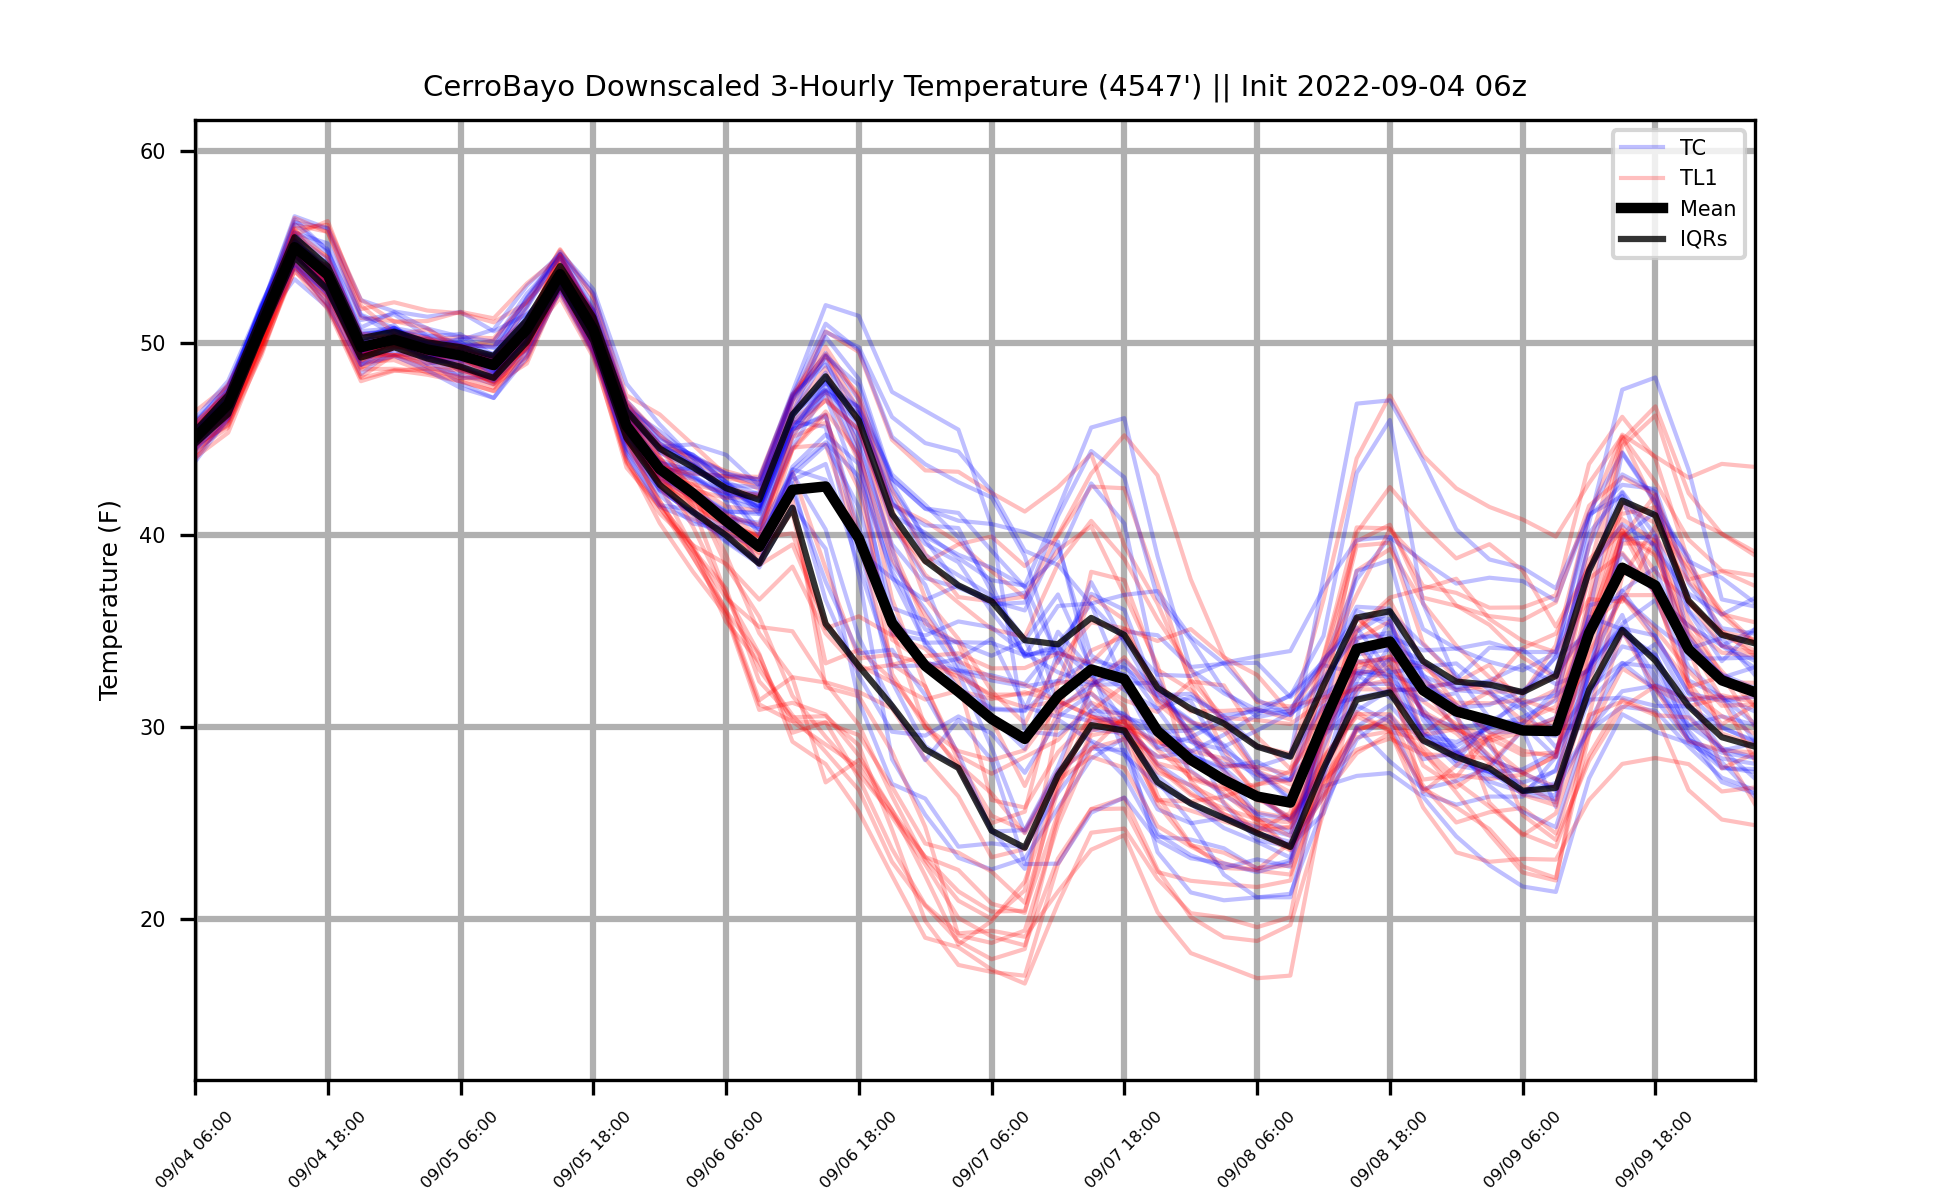 CerroBayo Downscaled 3-Hourly Temperature (4547') || Init 2022-09-04 06z
TC
TL1
Mean
IQRs
Temperature (F)
60
50
40
30
20
09/04 06:00
09/04 18:00
09/05 06:00
09/05 18:00
09/06 06:00
09/06 18:00
09/07 06:00
09/07 18:00
09/08 06:00
09/08 18:00
09/09 06:00
09/09 18:00